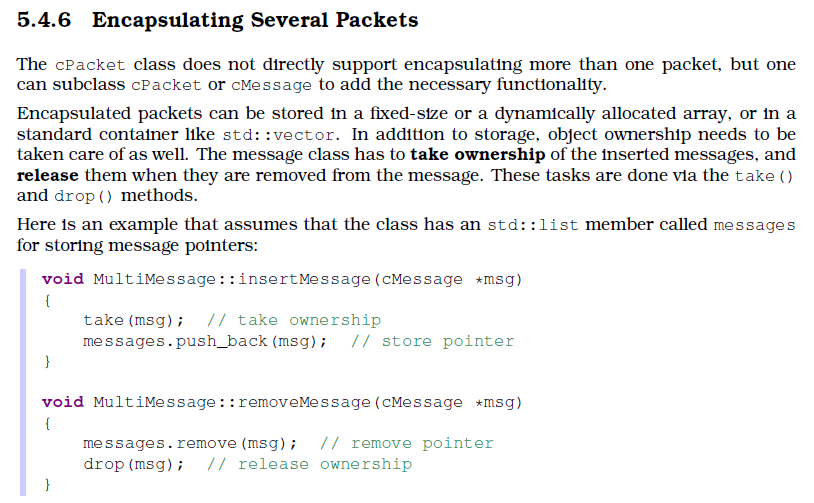 5.4.6 Encapsulating Several Packets
The cPacket class does not directly support encapsulating more than one packet, but one
can subclass cPacket or cMessage to add the necessary functionality.
Encapsulated packets can be stored in a fixed-size or a dynamically allocated array, or in a
standard container like std::vector. In addition to storage, object ownership needs to be
taken care of as well. The message class has to take ownership of the inserted messages, and
release them when they are removed from the message. These tasks are done via the take()
and drop() methods.
Here is an example that assumes that the class has an std::list member called messages
for storing message pointers:
void MultiMessage::insertMessage(cMessage *msg)
{
    take(msg);  // take ownership
    messages.push_back(msg);  // store pointer
}
void MultiMessage::removeMessage(cMessage *msg)
{
    messages.remove(msg);  // remove pointer
    drop(msg);  // release ownership
}